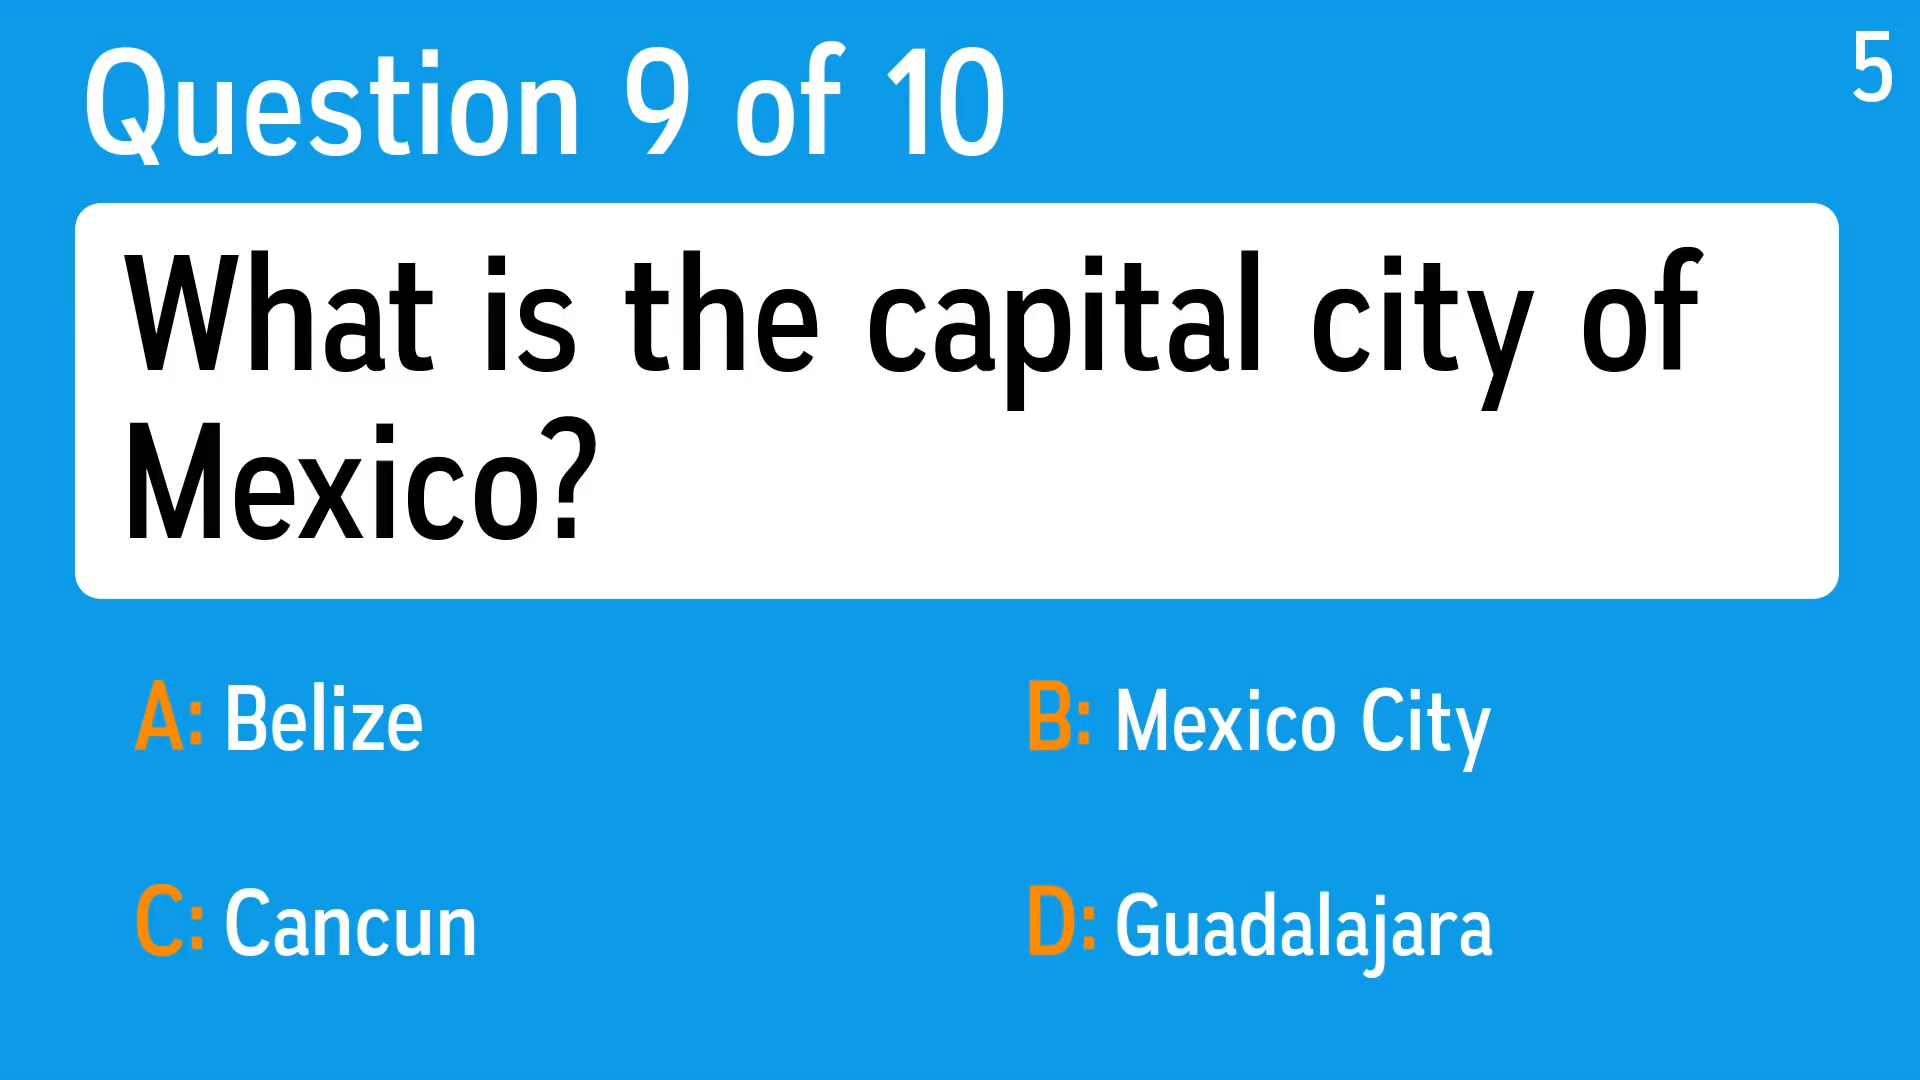 Question 9 of 10
5
What is the capital city of
Mexico?
A: Belize
B: Mexico City
C: Cancun
D: Guadalajara